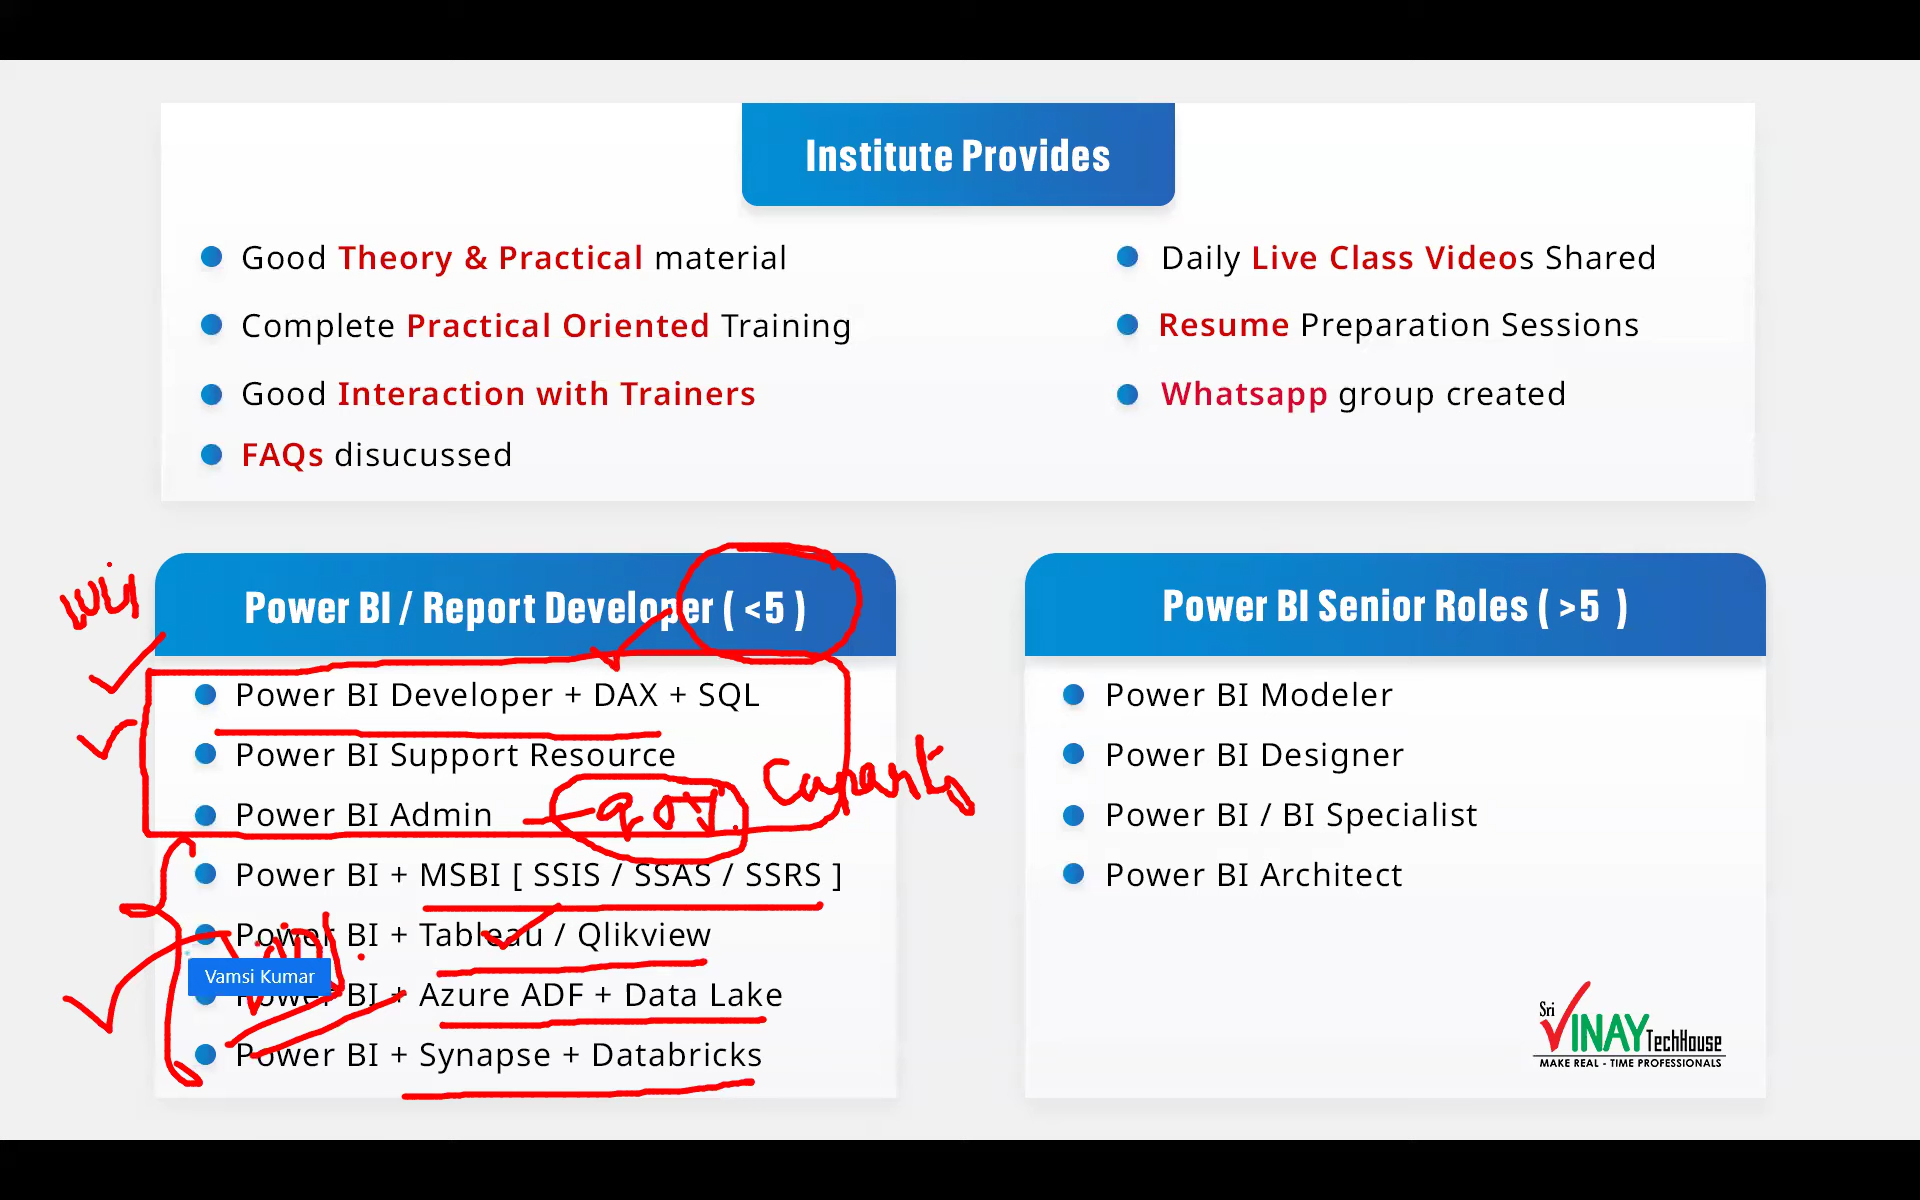 Institute Provides
Good Theory & Practical material
Complete Practical Oriented Training
Good Interaction with Trainers
FAQs disucussed
Daily Live Class Videos Shared
Resume Preparation Sessions
Whatsapp group created
Power BI / Report Developer ( <5 )
Power BI Developer + DAX + SQL
Power BI Support Resource
Power BI Admin
Power BI + MSBI [ SSIS / SSAS / SSRS ]
Power BI + Tableau / Qlikview
Vamsi Kumar
Power BI + Azure ADF + Data Lake
Power BI + Synapse + Databricks
Power BI Senior Roles ( >5 )
Power BI Modeler
Power BI Designer
Power BI / BI Specialist
Power BI Architect
Sri
VINAY TechHouse
MAKE REAL - TIME PROFESSIONALS